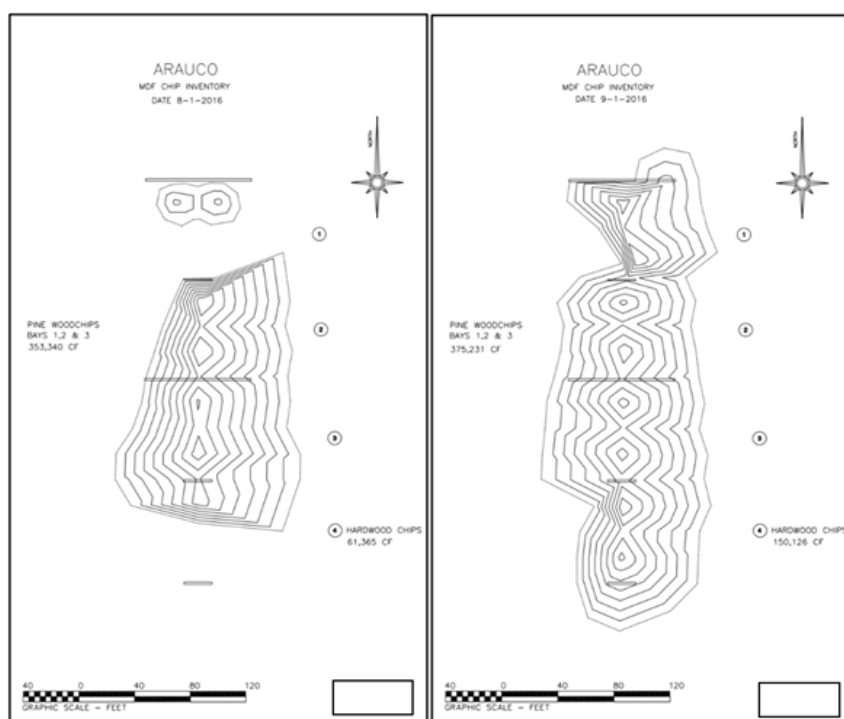 ARAUCO
MDF CHIP INVENTORY
DATE 8-1-2016
NORTH
1
PINE WOODCHIPS
BAYS 1,2 & 3
353,340 CF
2
3
4 HARDWOOD CHIPS
61,365 CF
40 0 40 80 120
GRAPHIC SCALE - FEET
ARAUCO
MDF CHIP INVENTORY
DATE 9-1-2016
NORTH
1
PINE WOODCHIPS
BAYS 1,2 & 3
375,231 CF
2
3
4 HARDWOOD CHIPS
150,126 CF
40 0 40 80 120
GRAPHIC SCALE - FEET